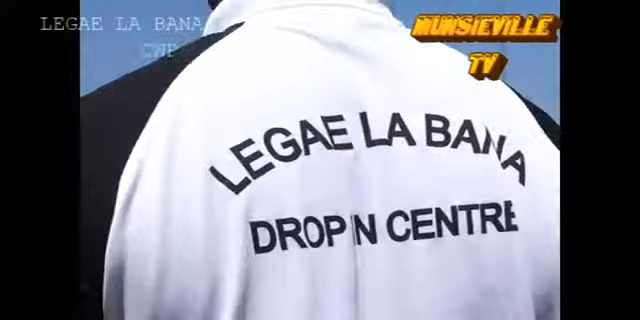 LEGAE LA BANA
MUNSIEVILLE
TV
LEGAE LA BANA
DROP IN CENTRE